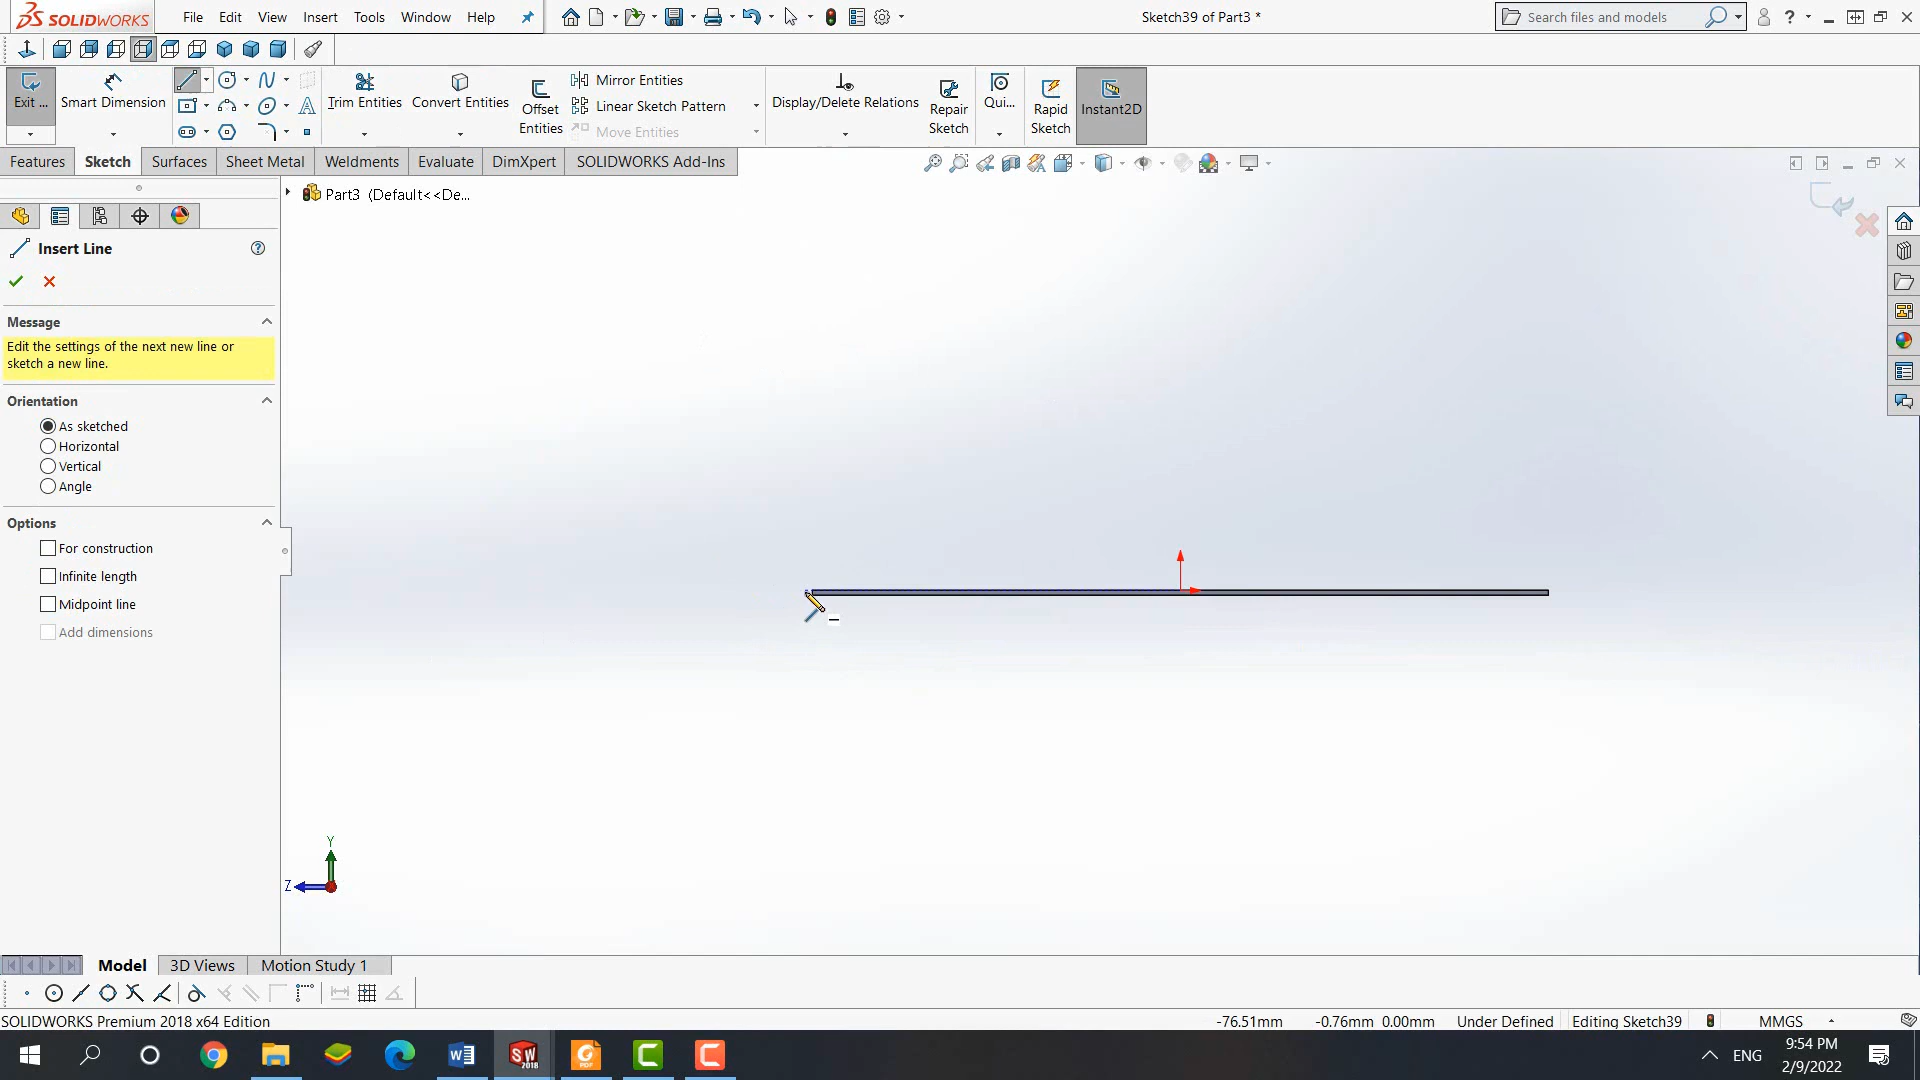 SOLIDWORKS File Edit View Insert Tools Window Help Sketch39 of Part3 * Search files and models
Exit ... Smart Dimension Trim Entities Convert Entities Offset Entities Mirror Entities Linear Sketch Pattern Move Entities Display/Delete Relations Repair Sketch Qui... Rapid Sketch Instant2D
Features Sketch Surfaces Sheet Metal Weldments Evaluate DimXpert SOLIDWORKS Add-Ins
Part3 (Default<<De...
Insert Line
Message
Edit the settings of the next new line or
sketch a new line.
Orientation
As sketched
Horizontal
Vertical
Angle
Options
For construction
Infinite length
Midpoint line
Add dimensions
Y
Z
Model 3D Views Motion Study 1
SOLIDWORKS Premium 2018 x64 Edition -76.51mm -0.76mm 0.00mm Under Defined Editing Sketch39 MMGS
SW 2018 PDF ENG 9:54 PM
2/9/2022